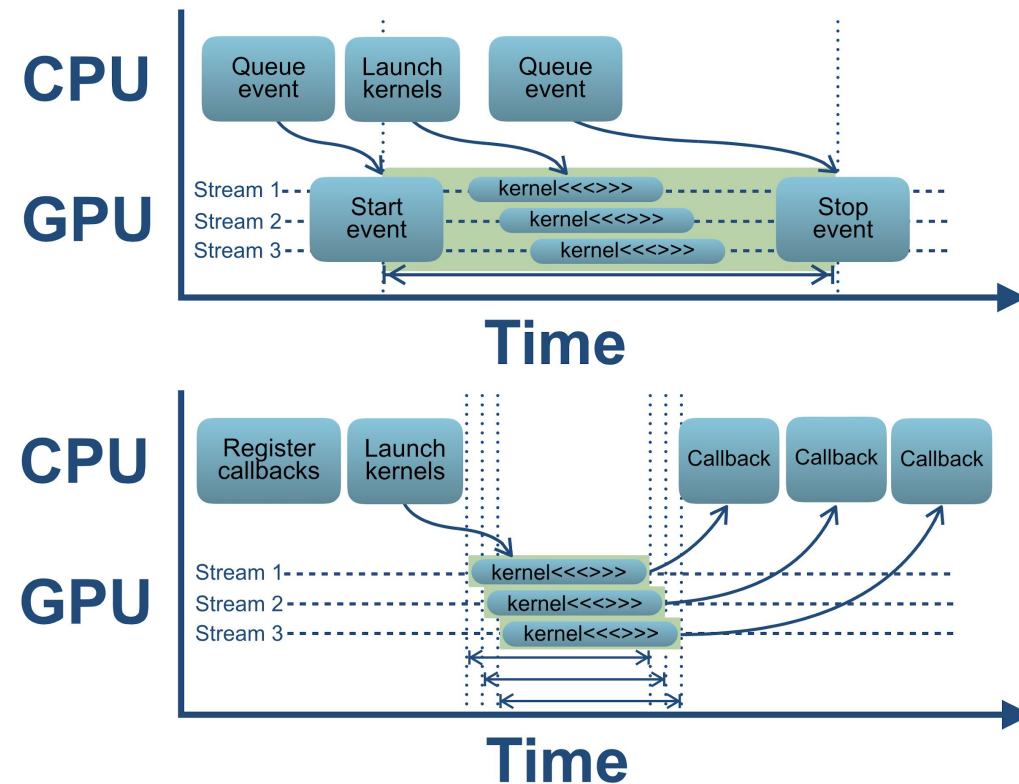 CPU
Queue
event
Launch
kernels
Queue
event
GPU
Stream 1
Stream 2
Stream 3
Start
event
kernel<<<>>>
kernel<<<>>>
kernel<<<>>>
Stop
event
Time
CPU
Register
callbacks
Launch
kernels
Callback
Callback
Callback
GPU
Stream 1
Stream 2
Stream 3
kernel<<<>>>
kernel<<<>>>
kernel<<<>>>
Time